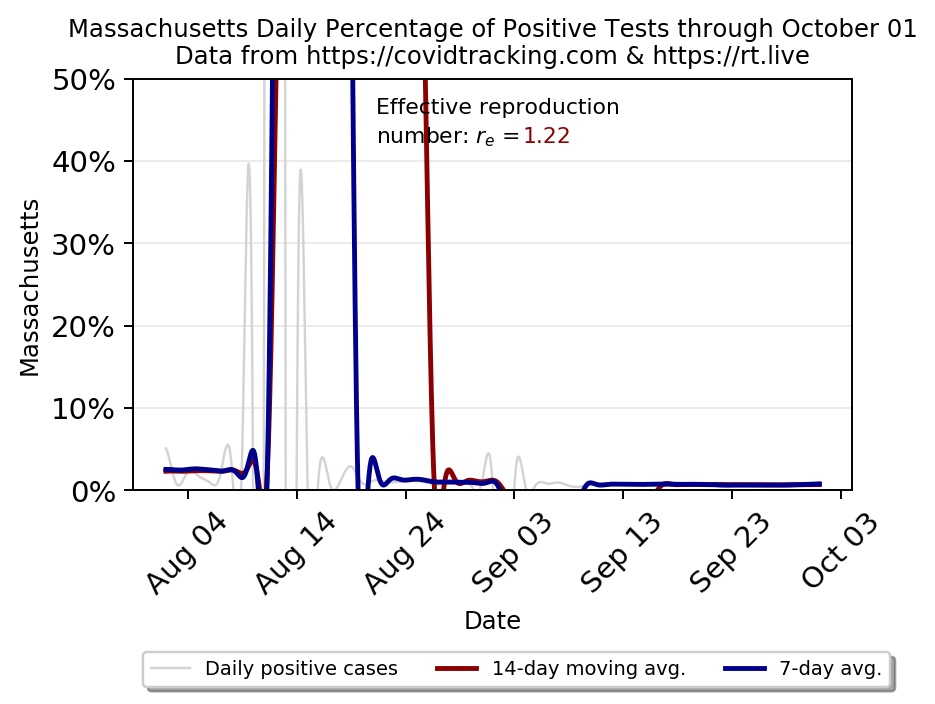 Massachusetts Daily Percentage of Positive Tests through October 01
Data from https://covidtracking.com & https://rt.live
50%
Effective reproduction
number: rₑ = 1.22
40%
30%
20%
10%
0%
Massachusetts
Aug 04
Aug 14
Aug 24
Sep 03
Sep 13
Sep 23
Oct 03
Date
Daily positive cases
14-day moving avg.
7-day avg.